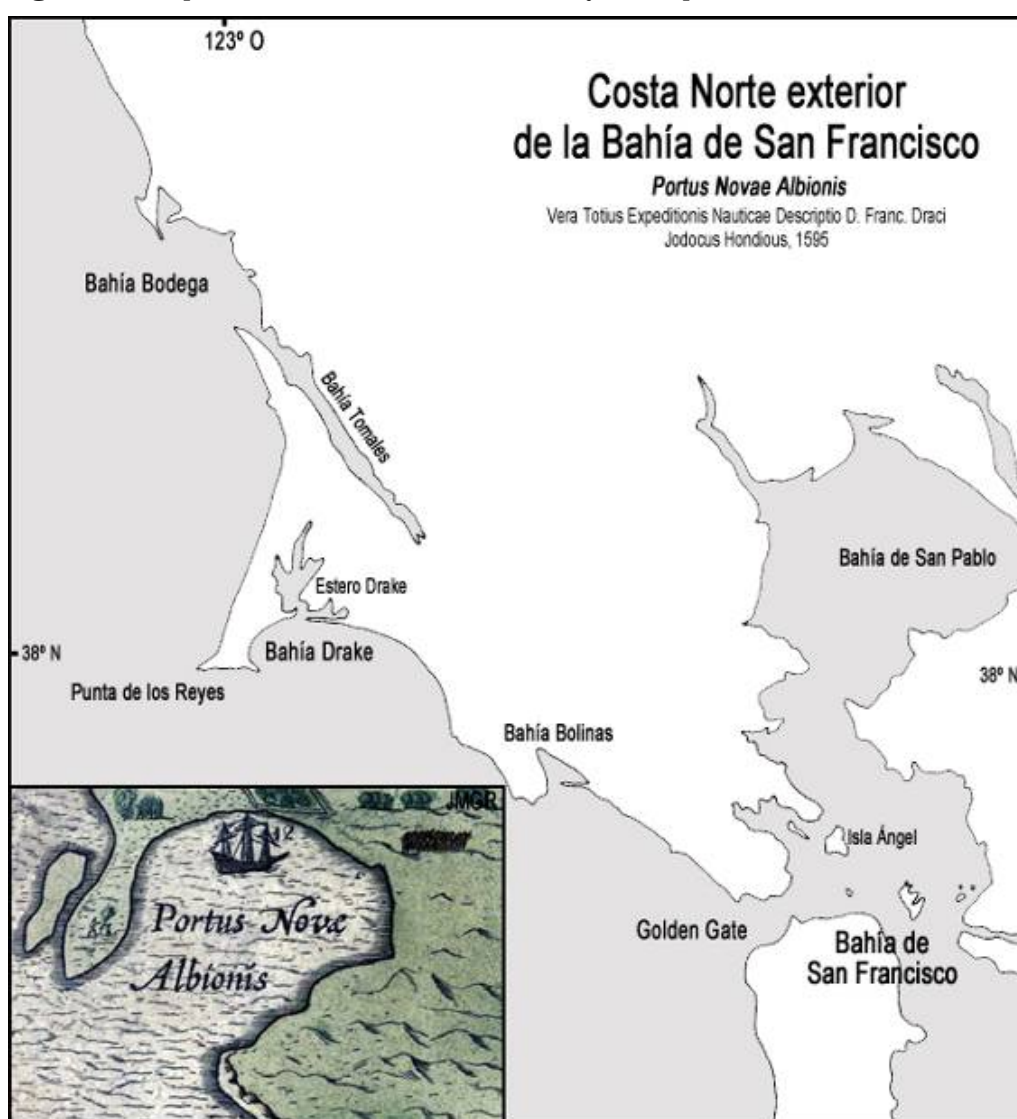 123º O
Costa Norte exterior
de la Bahía de San Francisco
Portus Novae Albionis
Vera Totius Expeditionis Nauticae Descriptio D. Franc. Draci
Jodocus Hondious, 1595
Bahía Bodega
Bahía Tomales
Bahía de San Pablo
Estero Drake
Bahía Drake
38º N
38º N
Punta de los Reyes
Bahía Bolinas
JMGR
Isla Ángel
Portus Novæ
Albionis
Golden Gate
Bahía de
San Francisco